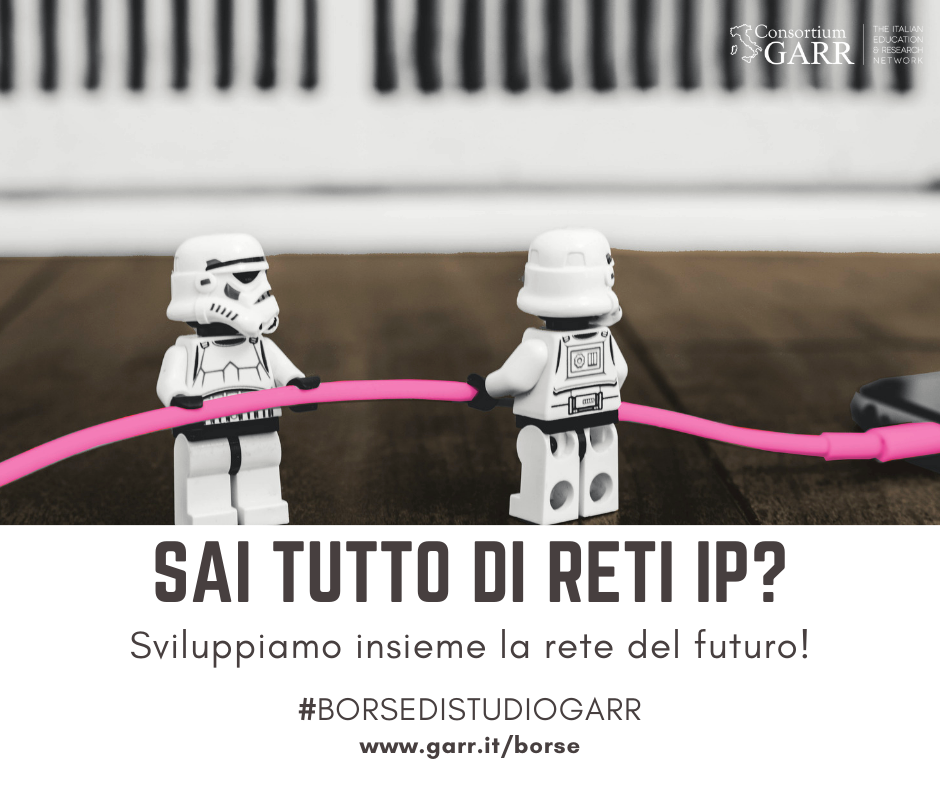 Consortium
GARR
THE ITALIAN
EDUCATION
& RESEARCH
NETWORK
SAI TUTTO DI RETI IP?
Sviluppiamo insieme la rete del futuro!
#BORSEDISTUDIOGARR
www.garr.it/borse